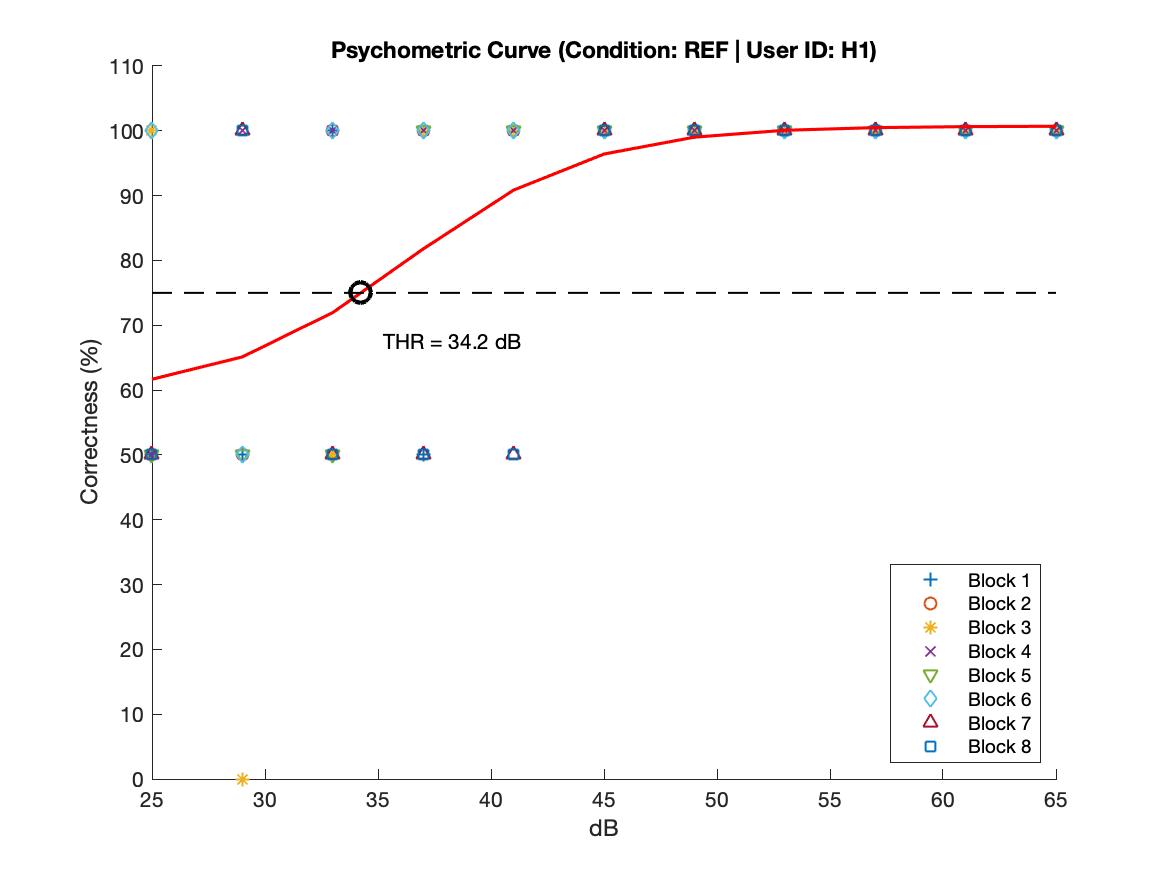 Psychometric Curve (Condition: REF | User ID: H1)
110
100
90
80
70
60
50
40
30
20
10
0
Correctness (%)
THR = 34.2 dB
Block 1
Block 2
Block 3
Block 4
Block 5
Block 6
Block 7
Block 8
25 30 35 40 45 50 55 60 65
dB